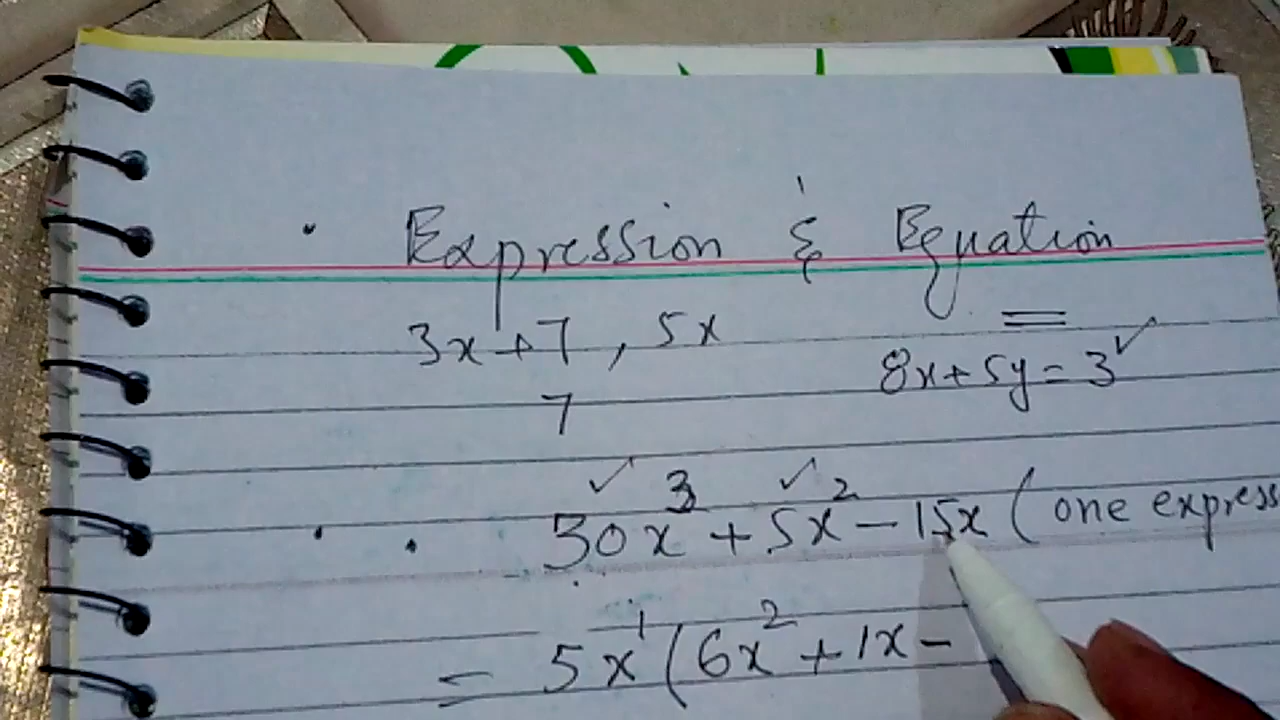 Expression & Equation
3x+7, 5x
8x+5y=3✓
7
30x³+5x²-15x (one express
= 5x¹(6x²+1x-